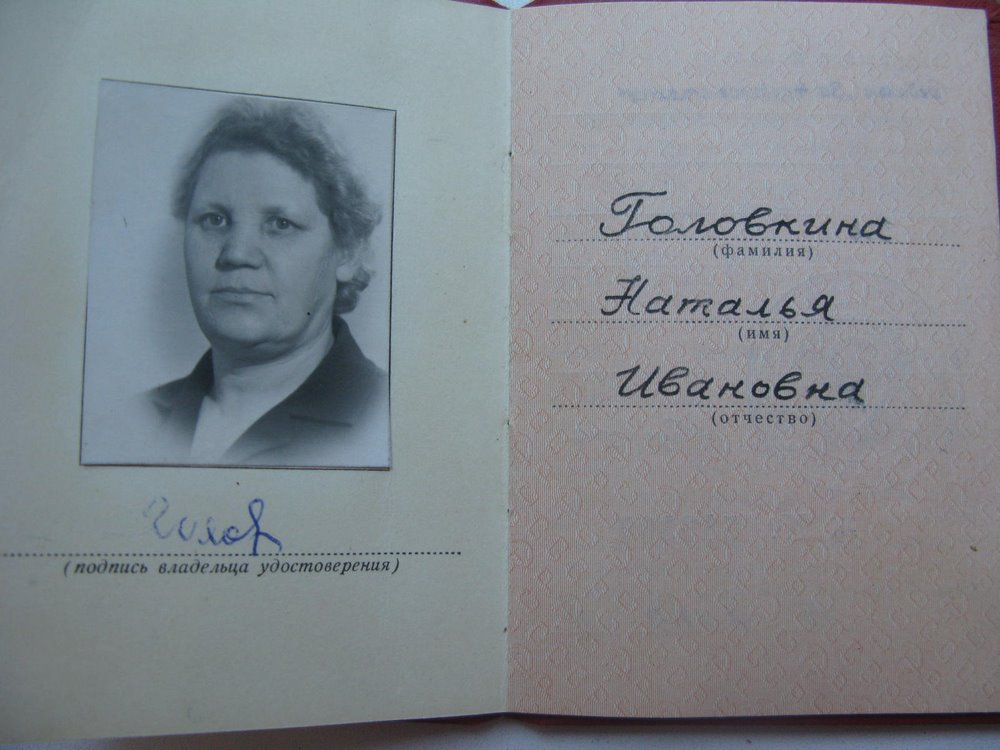 (подпись владельца удостоверения)
Головкина
(фамилия)
Наталья
(имя)
Ивановна
(отчество)